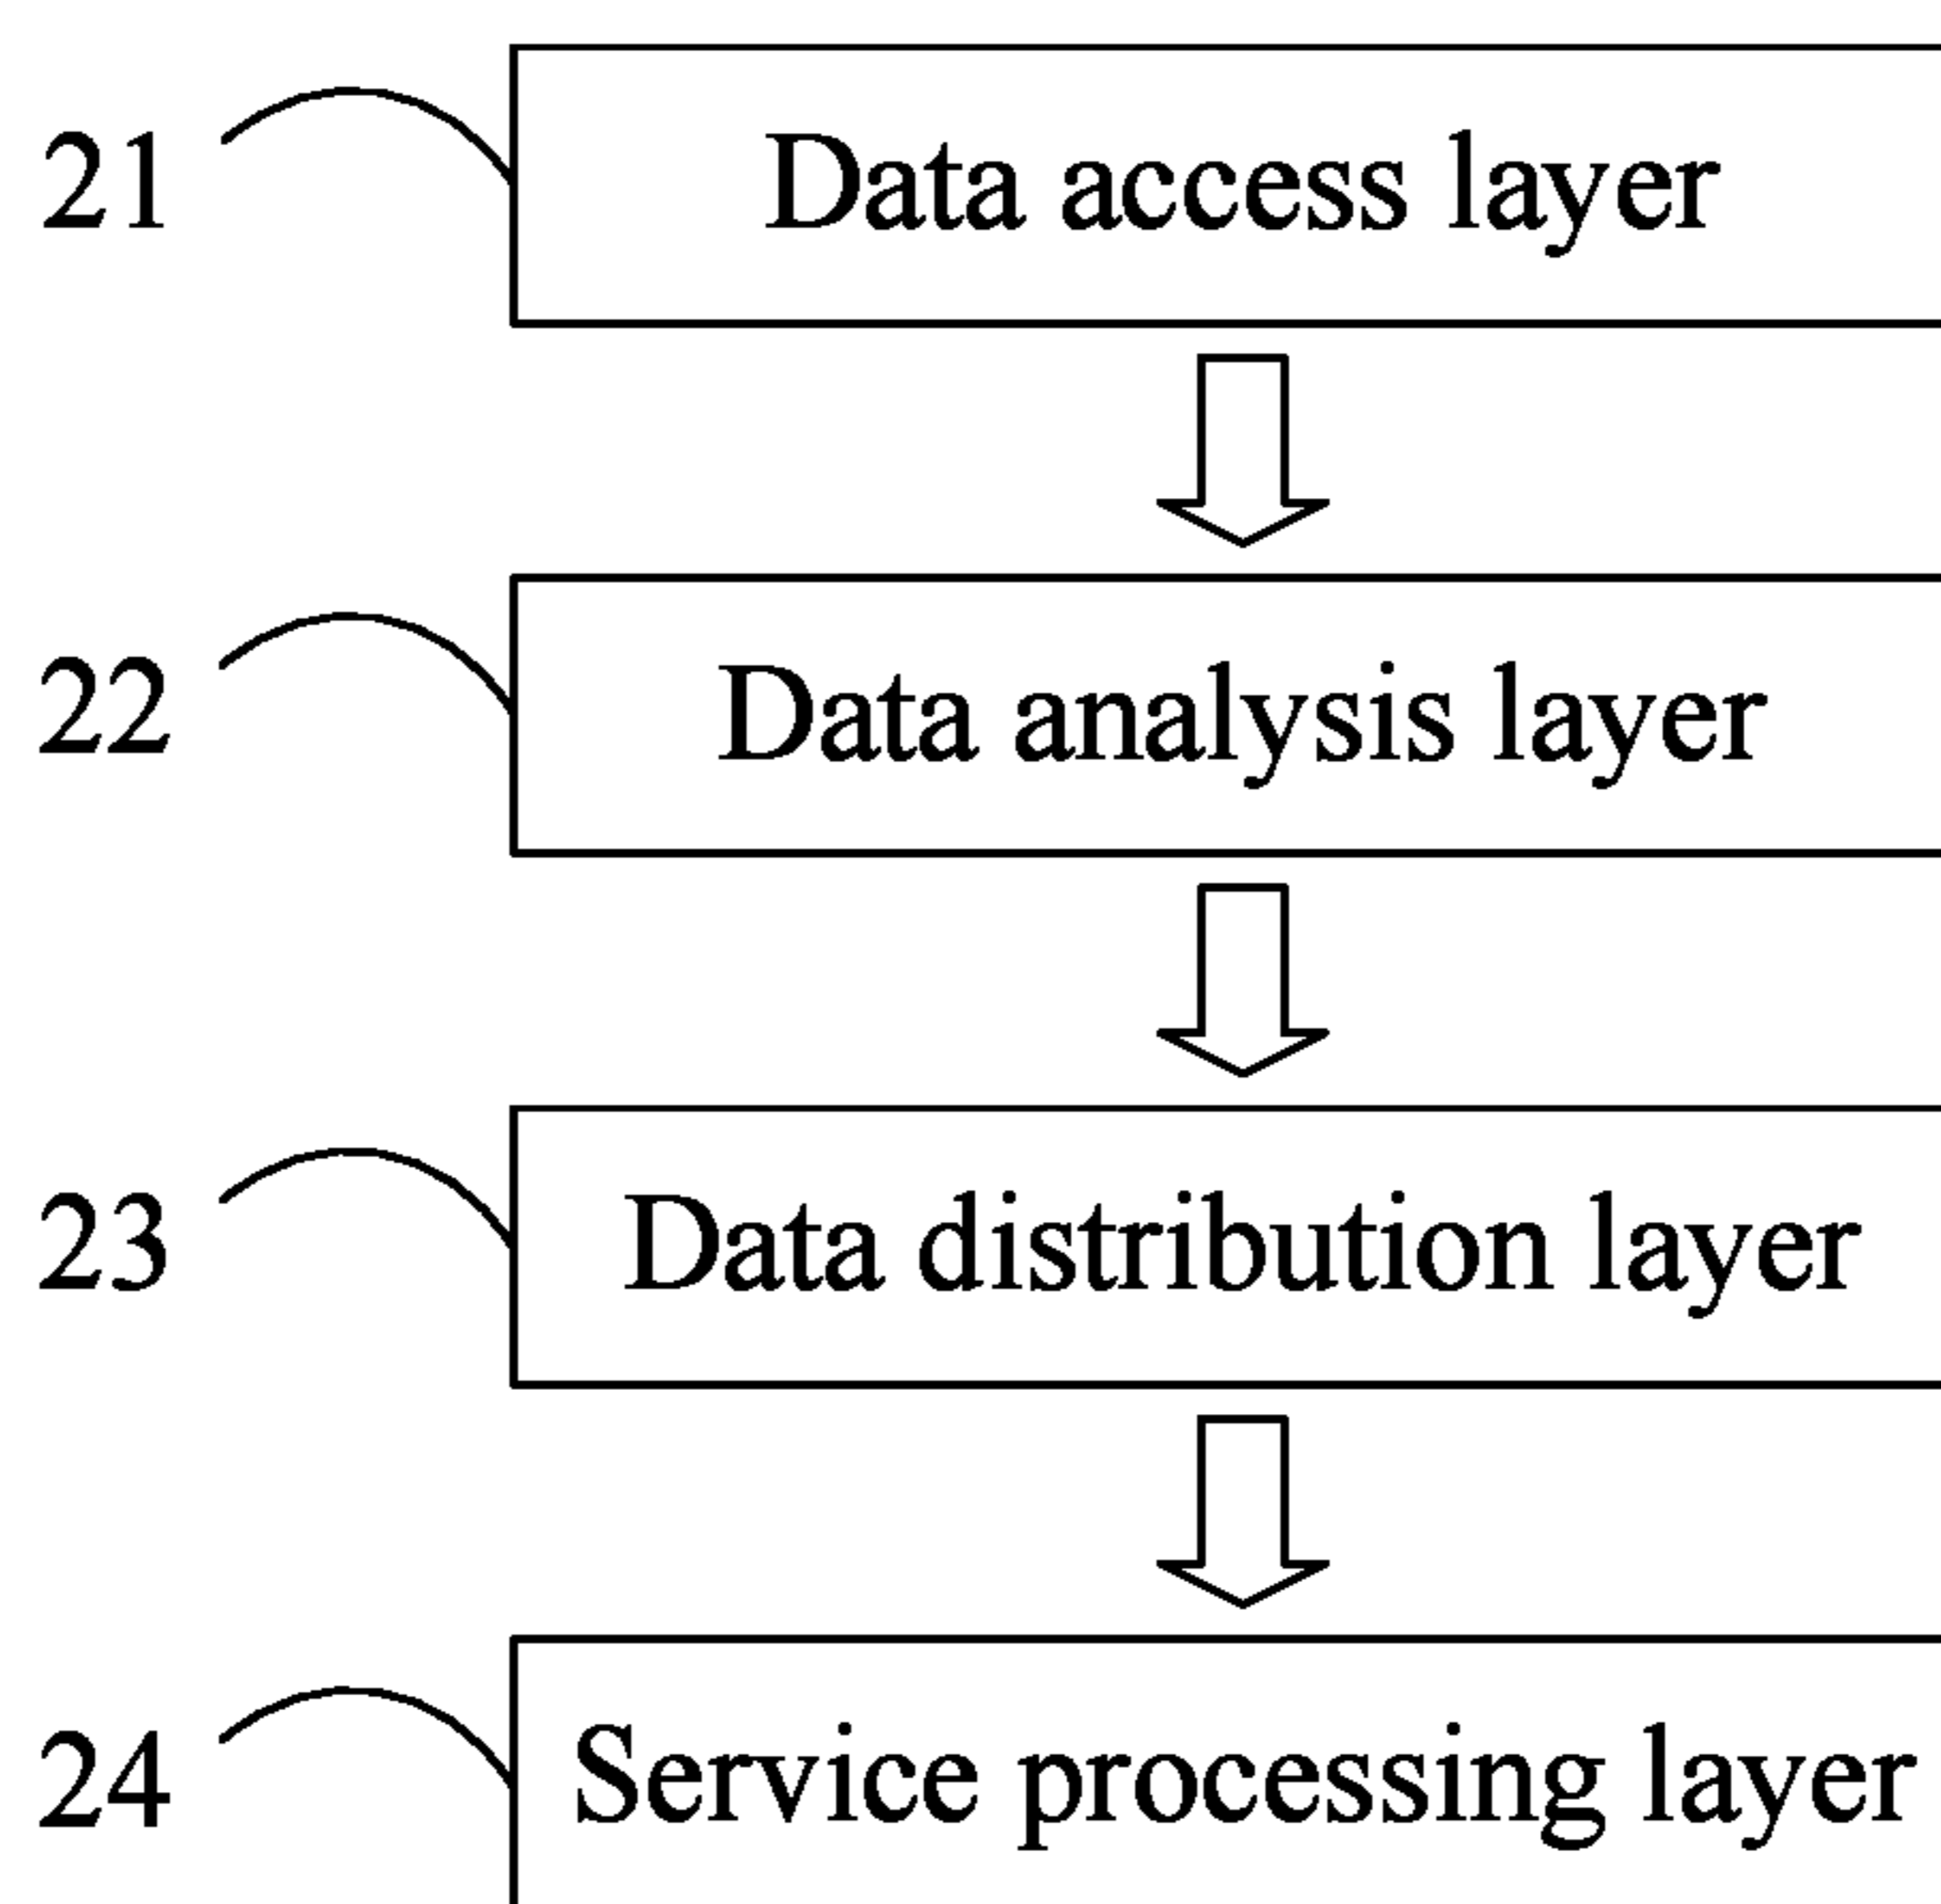 21 Data access layer
22 Data analysis layer
23 Data distribution layer
24 Service processing layer